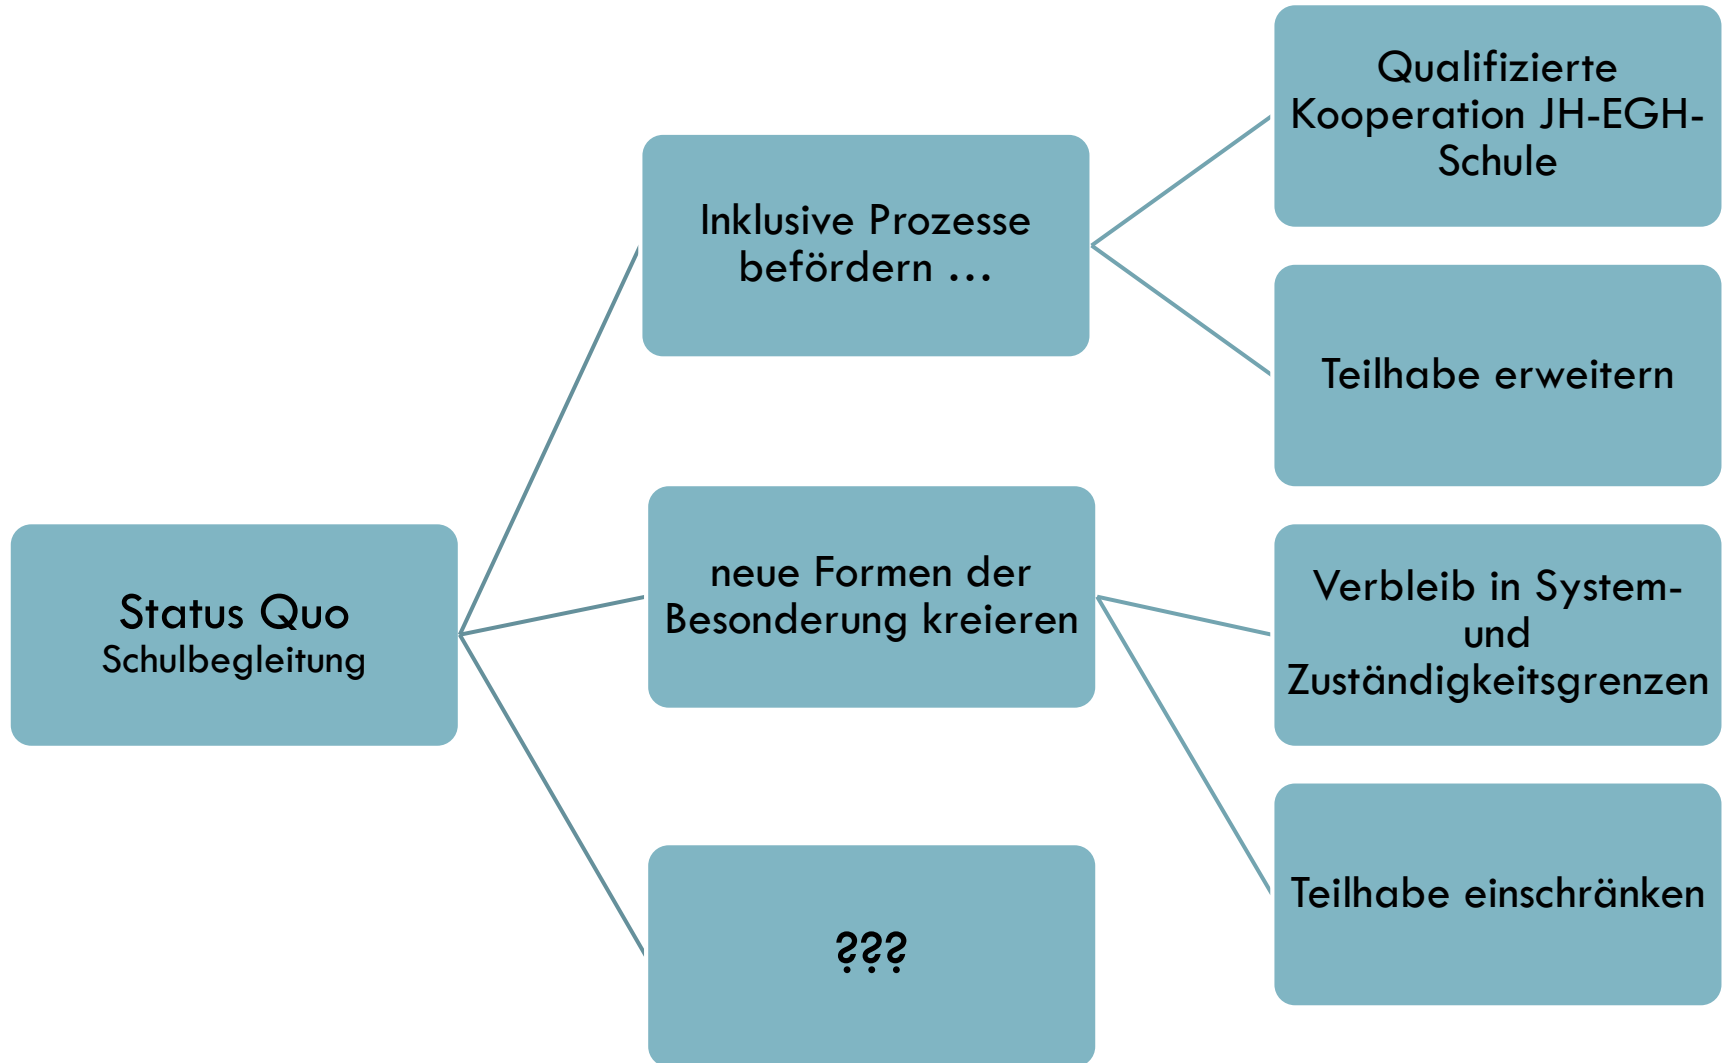 Status Quo
Schulbegleitung
Inklusive Prozesse
befördern …
neue Formen der
Besonderung kreieren
???
Qualifizierte
Kooperation JH-EGH-
Schule
Teilhabe erweitern
Verbleib in System-
und
Zuständigkeitsgrenzen
Teilhabe einschränken